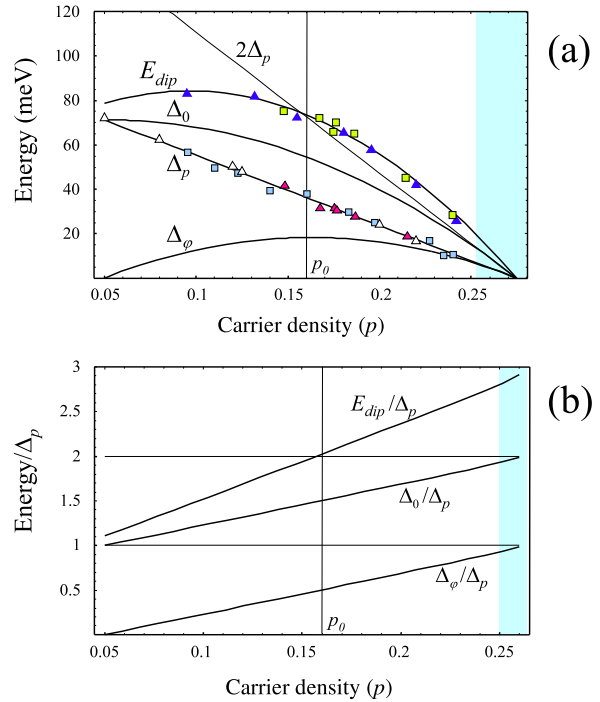 120
100
80
60
40
20
Energy (meV)
2Δp
E_dip
Δ0
Δp
Δφ
p0
(a)
0.05
0.1
0.15
0.2
0.25
Carrier density (p)
3
2.5
2
1.5
1
0.5
Energy/Δp
E_dip/Δp
Δ0/Δp
Δφ/Δp
p0
(b)
0.05
0.1
0.15
0.2
0.25
Carrier density (p)